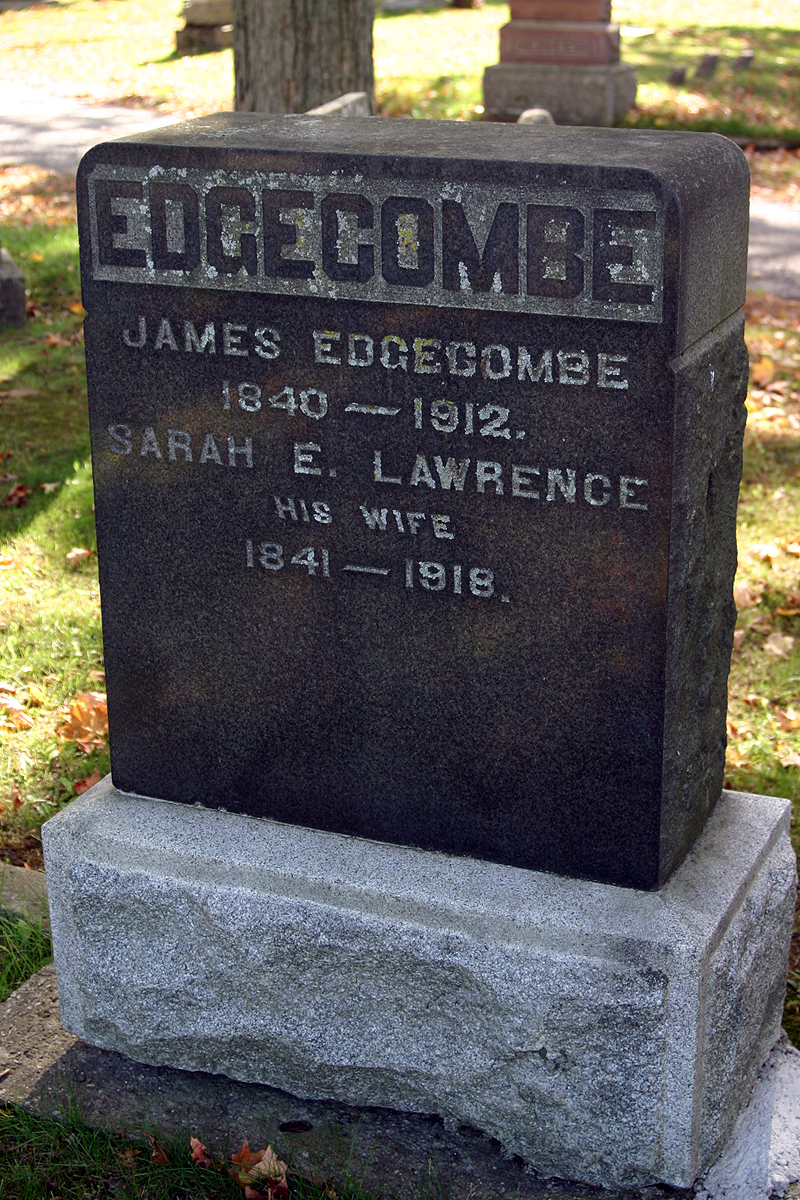 EDGECOMBE
JAMES EDGECOMBE
1840 — 1912.
SARAH E. LAWRENCE
HIS WIFE
1841 — 1918.